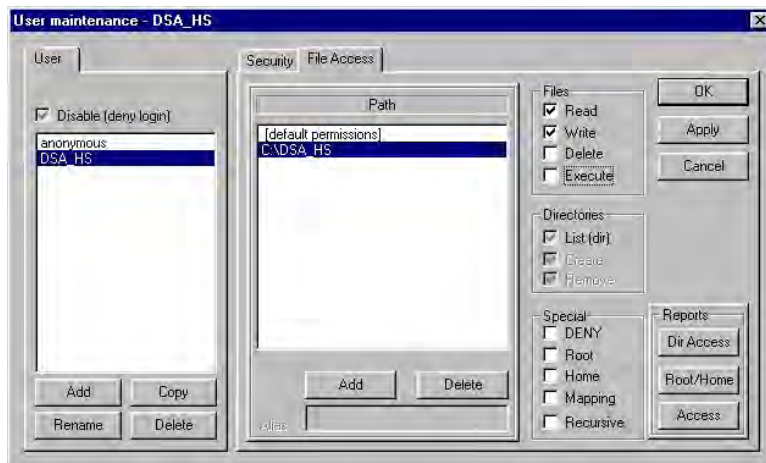 User maintenance - DSA_HS
User
Disable (deny login)
anonymous
DSA_HS
Add
Copy
Rename
Delete
Security
File Access
Path
[default permissions]
C:\DSA_HS
Add
Delete
Alias
Files
Read
Write
Delete
Execute
Directories
List (dir)
Create
Remove
Special
DENY
Root
Home
Mapping
Recursive
OK
Apply
Cancel
Reports
Dir Access
Root/Home
Access